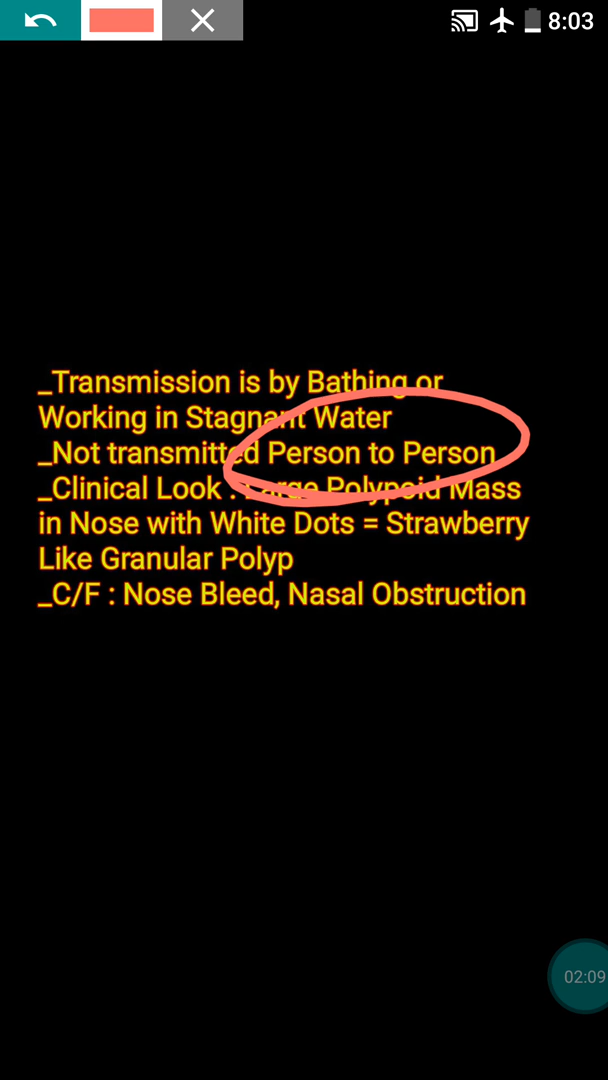 8:03
_Transmission is by Bathing or
Working in Stagnant Water
_Not transmitted Person to Person
_Clinical Look : Large Polypoid Mass
in Nose with White Dots = Strawberry
Like Granular Polyp
_C/F : Nose Bleed, Nasal Obstruction
02:09